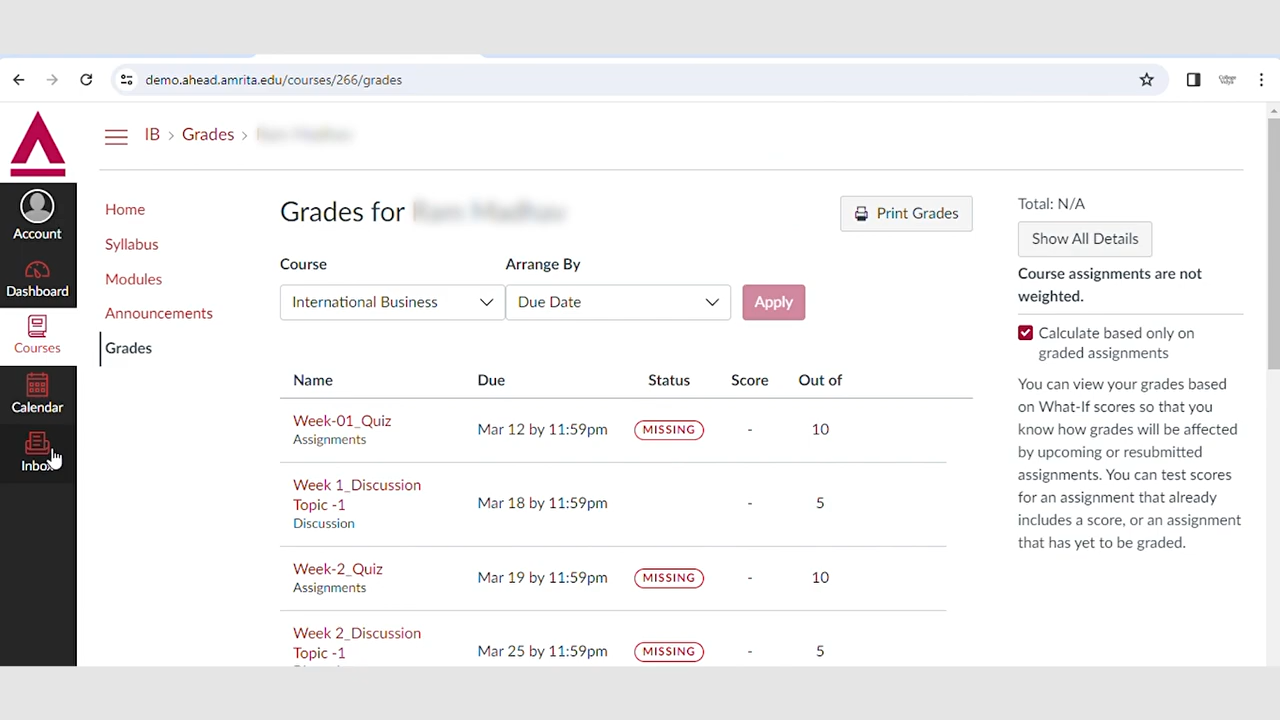 demo.ahead.amrita.edu/courses/266/grades
IB > Grades >
Account
Dashboard
Courses
Calendar
Inbox
Home
Syllabus
Modules
Announcements
Grades
Grades for
Print Grades
Course
Arrange By
International Business
Due Date
Apply
Name Due Status Score Out of
Week-01_Quiz
Assignments
Mar 12 by 11:59pm MISSING - 10
Week 1_Discussion
Topic -1
Discussion
Mar 18 by 11:59pm - 5
Week-2_Quiz
Assignments
Mar 19 by 11:59pm MISSING - 10
Week 2_Discussion
Topic -1
Mar 25 by 11:59pm MISSING - 5
Total: N/A
Show All Details
Course assignments are not
weighted.
Calculate based only on
graded assignments
You can view your grades based
on What-If scores so that you
know how grades will be affected
by upcoming or resubmitted
assignments. You can test scores
for an assignment that already
includes a score, or an assignment
that has yet to be graded.